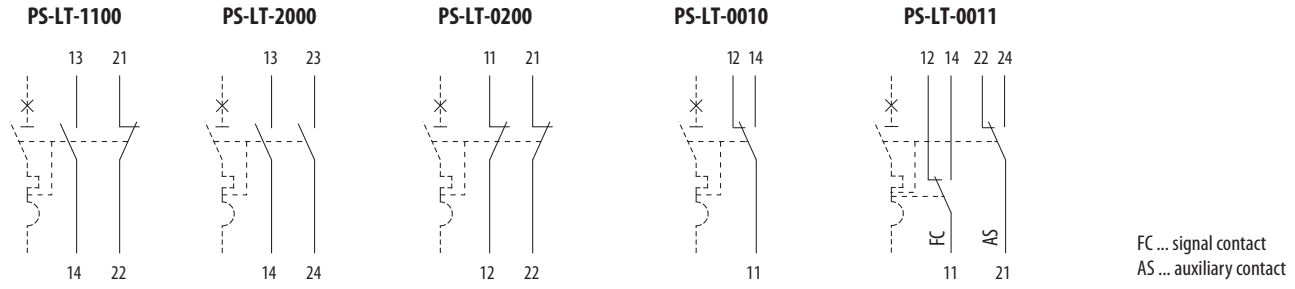 PS-LT-1100 PS-LT-2000 PS-LT-0200 PS-LT-0010 PS-LT-0011
13 21 13 23 11 21 12 14 12 14 22 24
FC AS
14 22 14 24 12 22 11 11 21
FC ... signal contact
AS ... auxiliary contact